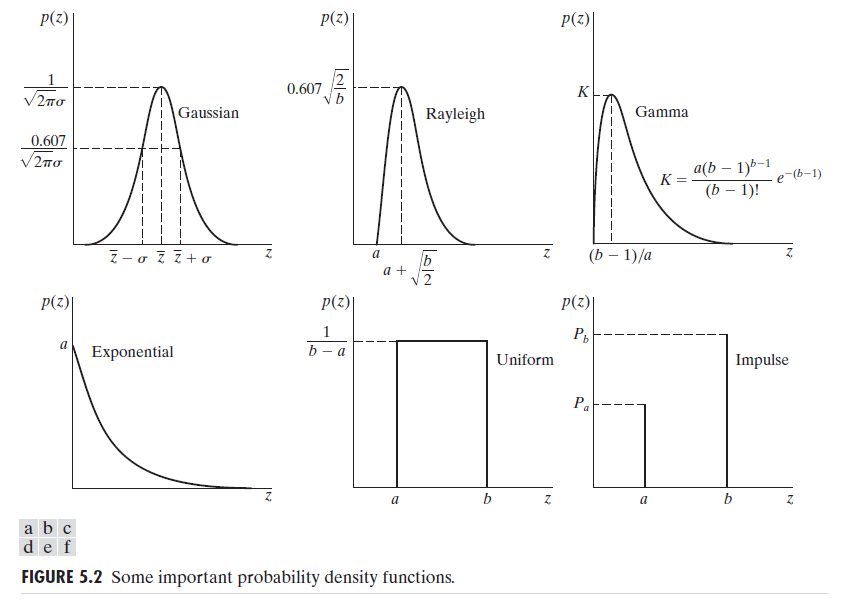 p(z)
1/√2πσ
0.607/√2πσ
Gaussian
z̄ − σ z̄ z̄ + σ
z
p(z)
0.607 √2/b
Rayleigh
a
a + √b/2
z
p(z)
K
Gamma
K = a(b − 1)^b−1/(b − 1)! e^−(b−1)
(b − 1)/a
z
p(z)
a
Exponential
z
p(z)
1/b − a
Uniform
a b z
p(z)
P_b
Impulse
P_a
a b z
a b c
d e f
FIGURE 5.2 Some important probability density functions.